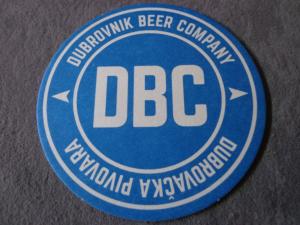 DUBROVNIK BEER COMPANY
DBC
DUBROVAČKA PIVOVARA